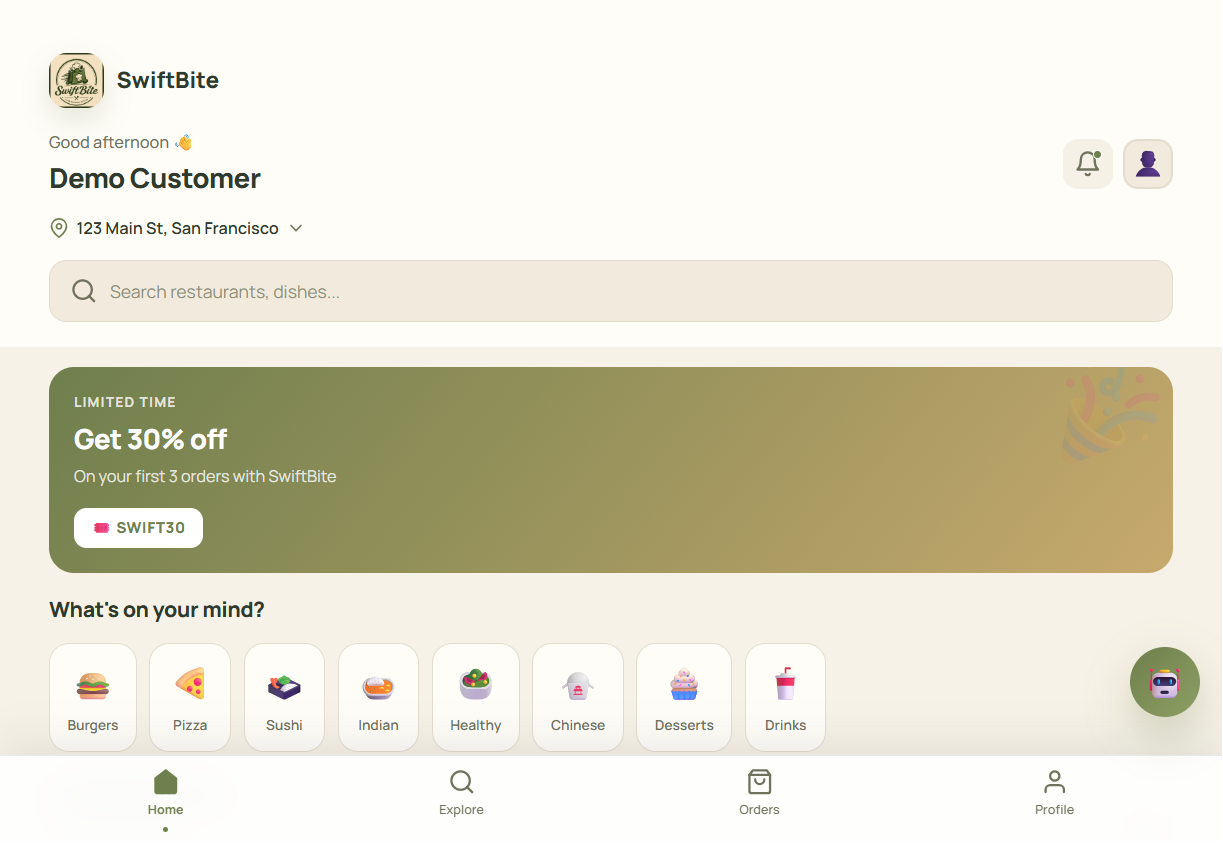 SwiftBite
SwiftBite
Good afternoon 👋
Demo Customer
123 Main St, San Francisco
Search restaurants, dishes...
LIMITED TIME
Get 30% off
On your first 3 orders with SwiftBite
SWIFT30
What's on your mind?
Burgers
Pizza
Sushi
Indian
Healthy
Chinese
Desserts
Drinks
Home
Explore
Orders
Profile